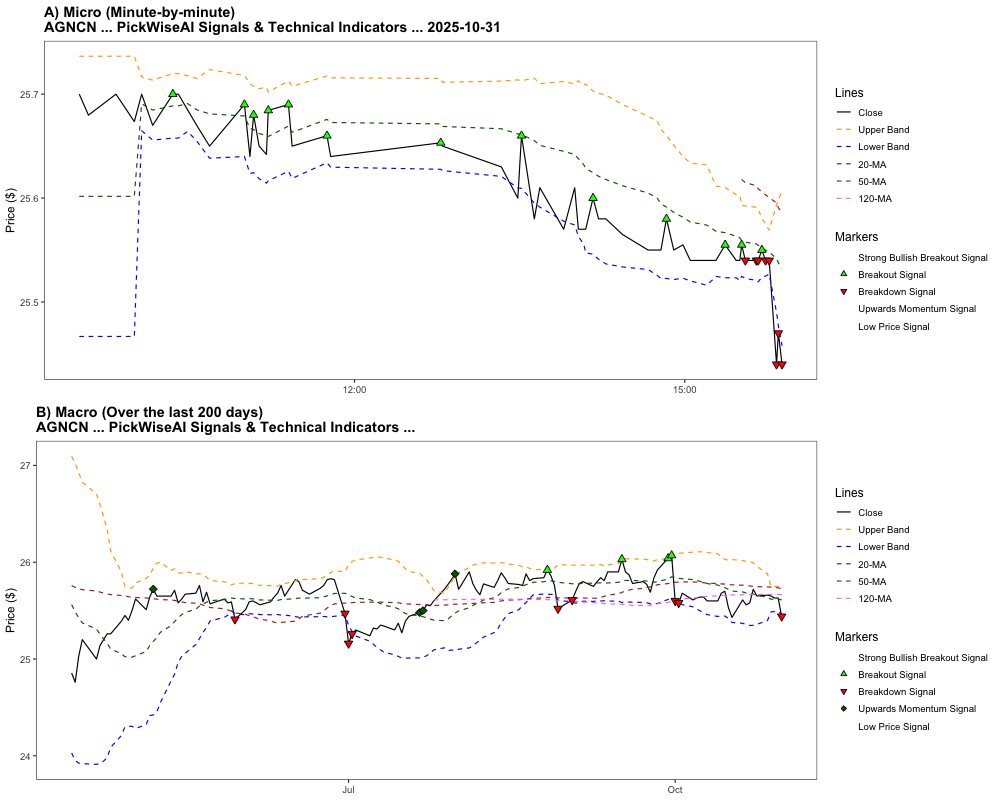 A) Micro (Minute-by-minute)
AGNCN ... PickWiseAI Signals & Technical Indicators ... 2025-10-31
Price ($)
25.7
25.6
25.5
12:00
15:00
Lines
Close
Upper Band
Lower Band
20-MA
50-MA
120-MA
Markers
Strong Bullish Breakout Signal
Breakout Signal
Breakdown Signal
Upwards Momentum Signal
Low Price Signal
B) Macro (Over the last 200 days)
AGNCN ... PickWiseAI Signals & Technical Indicators ...
Price ($)
27
26
25
24
Jul
Oct
Lines
Close
Upper Band
Lower Band
20-MA
50-MA
120-MA
Markers
Strong Bullish Breakout Signal
Breakout Signal
Breakdown Signal
Upwards Momentum Signal
Low Price Signal